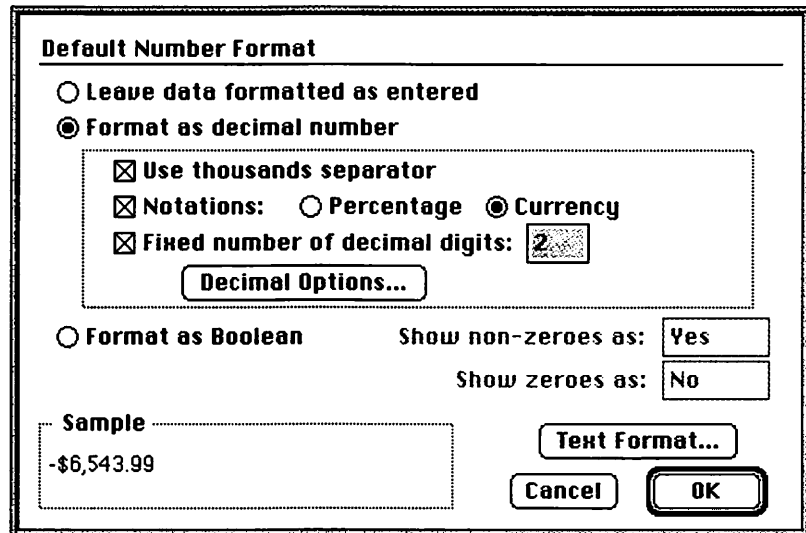 Default Number Format
Leave data formatted as entered
Format as decimal number
Use thousands separator
Notations: Percentage Currency
Fixed number of decimal digits: 2
Decimal Options...
Format as Boolean Show non-zeroes as: Yes
Show zeroes as: No
Sample
-$6,543.99
Text Format...
Cancel OK